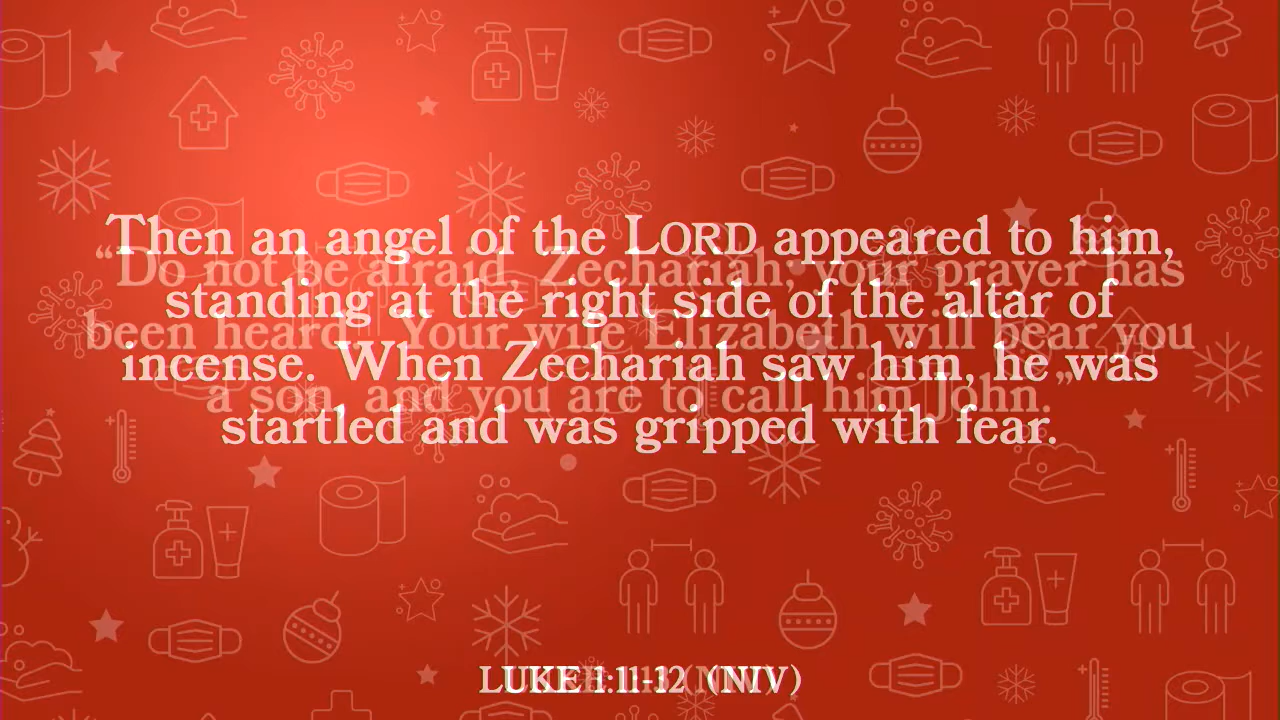 Then an angel of the LORD appeared to him,
"Do not be afraid, Zechariah; your prayer has
standing at the right side of the altar of
been heard. Your wife Elizabeth will bear you
incense. When Zechariah saw him, he was
a son, and you are to call him John."
startled and was gripped with fear.
LUKE 1:11-12 (NIV)